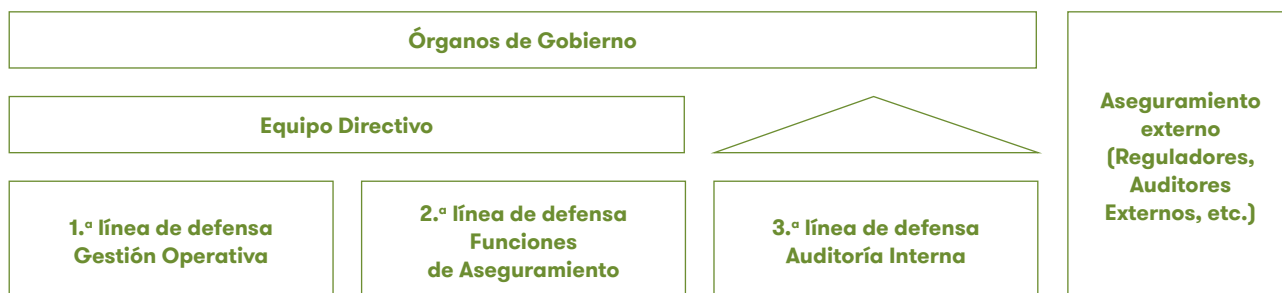 Órganos de Gobierno
Equipo Directivo
1.ª línea de defensa
Gestión Operativa
2.ª línea de defensa
Funciones
de Aseguramiento
3.ª línea de defensa
Auditoría Interna
Aseguramiento
externo
(Reguladores,
Auditores
Externos, etc.)